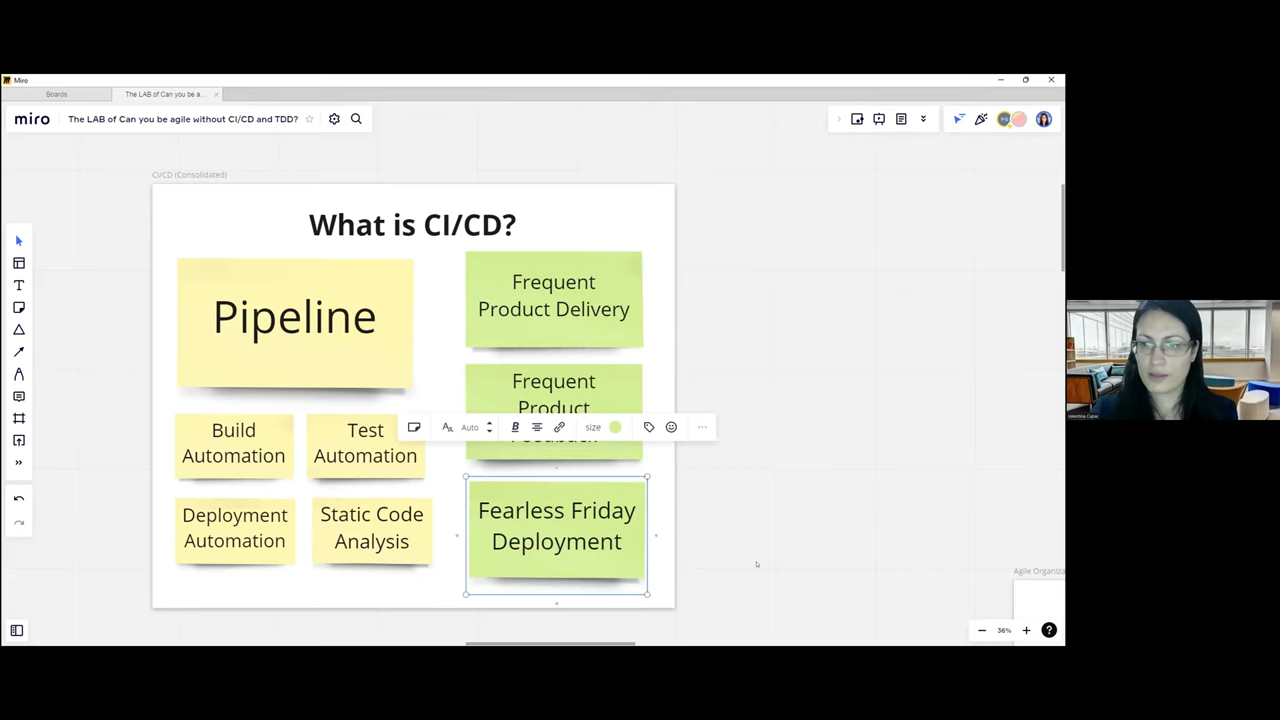 Miro
Boards
The LAB of Can you be a...
miro
The LAB of Can you be agile without CI/CD and TDD?
CI/CD (Consolidated)
What is CI/CD?
Pipeline
Frequent
Product Delivery
Frequent
Product
Auto
size
Build
Automation
Test
Automation
Deployment
Automation
Static Code
Analysis
Fearless Friday
Deployment
Agile Organiza
36%
Valentina Cupac